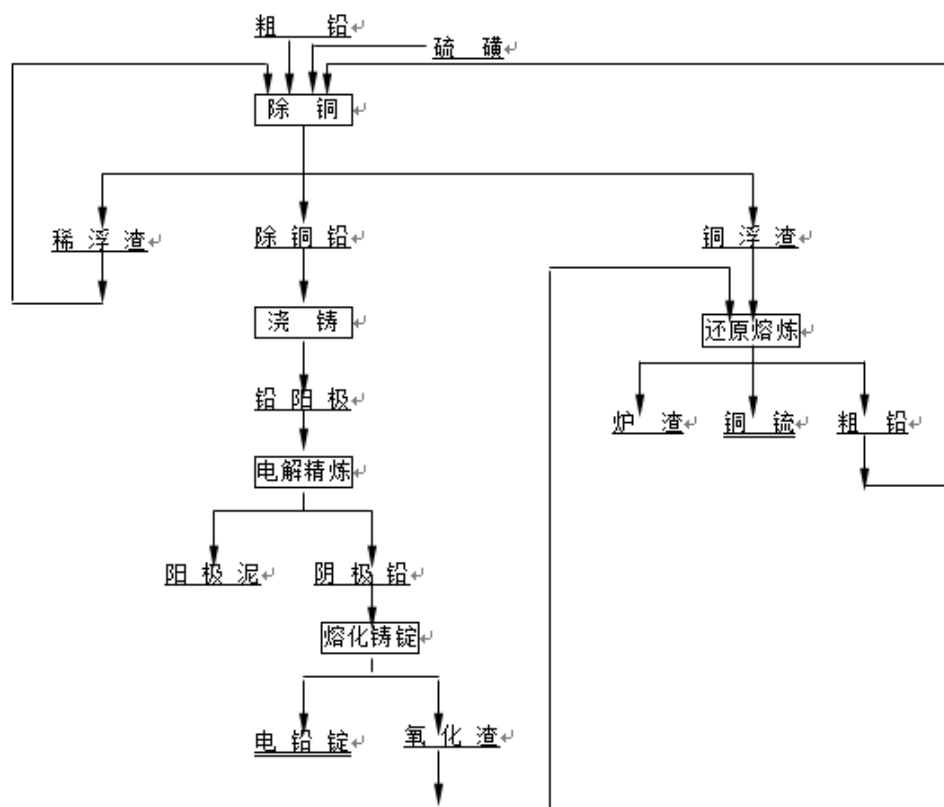 粗 铅
硫 磺
除 铜
稀 浮 渣
除 铜 铅
铜 浮 渣
浇 铸
还原熔炼
铅 阳 极
炉 渣
铜 锍
粗 铅
电解精炼
阳 极 泥
阴 极 铅
熔化铸锭
电 铅 锭
氧 化 渣